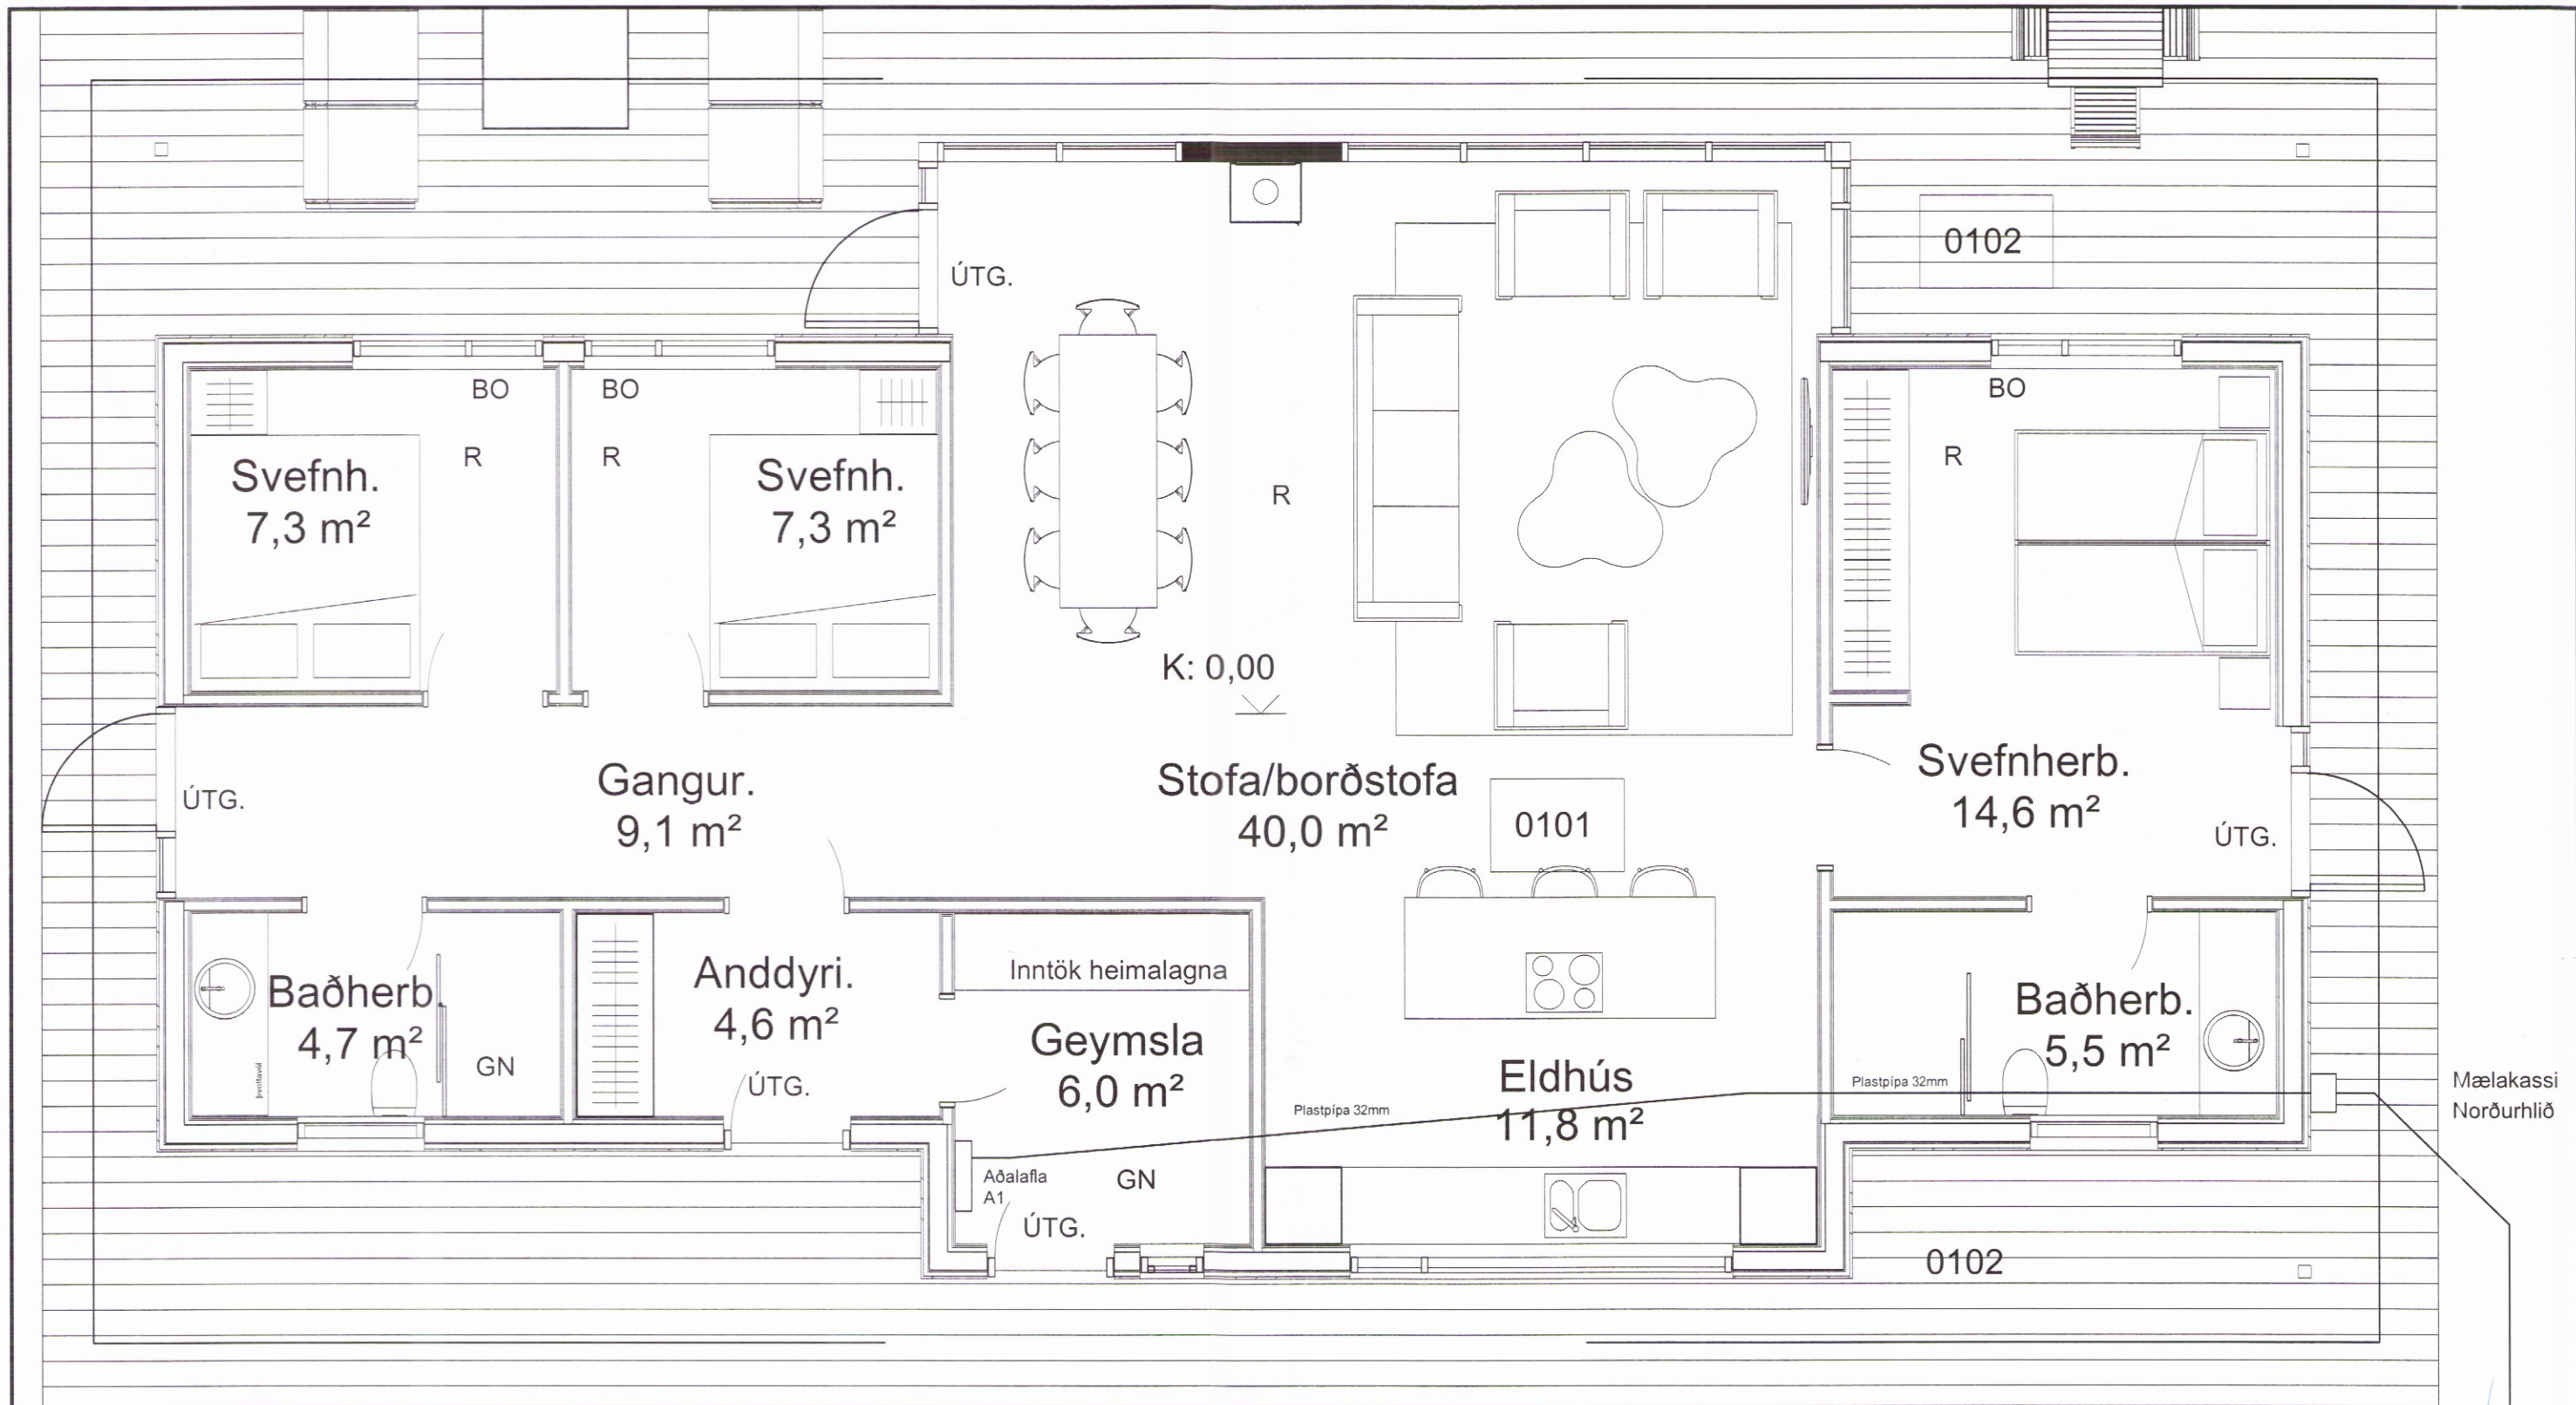 0102
ÚTG.
BO
BO
BO
R
R
R
R
Svefnh.
7,3 m²
Svefnh.
7,3 m²
K: 0,00
Gangur.
9,1 m²
Stofa/borðstofa
40,0 m²
0101
Svefnherb.
14,6 m²
ÚTG.
ÚTG.
Baðherb.
4,7 m²
þvottavél
GN
Anddyri.
4,6 m²
ÚTG.
Inntök heimalagna
Geymsla
6,0 m²
Aðalafla
A1
GN
ÚTG.
Plastpípa 32mm
Eldhús
11,8 m²
Plastpípa 32mm
Baðherb.
5,5 m²
Mælakassi
Norðurhlið
0102